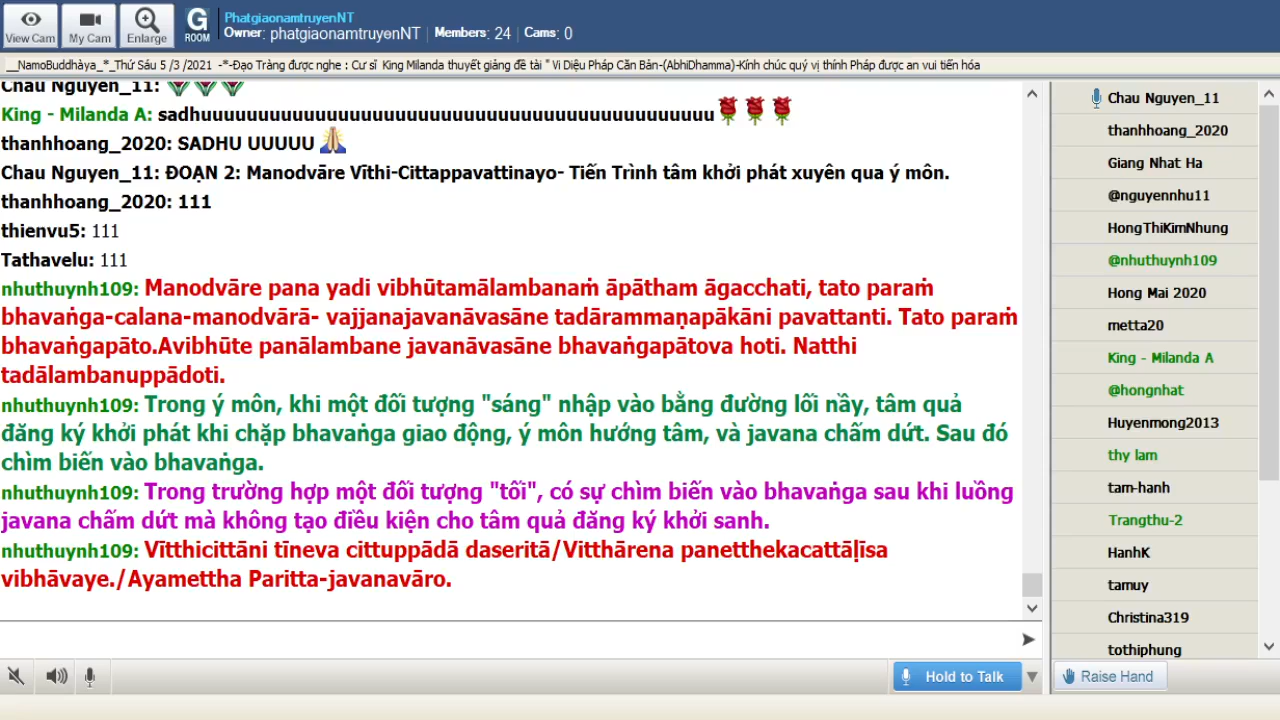 View Cam
My Cam
Enlarge
G
ROOM
PhatgiaonamtruyenNT
Owner: phatgiaonamtruyenNT | Members: 24 | Cams: 0
__NamoBuddhàya_*_Thứ Sáu 5 /3 /2021 -*-Đạo Tràng được nghe : Cư sĩ King Milanda thuyết giảng đề tài " Vi Diệu Pháp Căn Bản-(AbhiDhamma)-Kính chúc quý vị thính Pháp được an vui tiến hóa
Chau Nguyen_11:
King - Milanda A: sadhuuuuuuuuuuuuuuuuuuuuuuuuuuuuuuuuuuuuuuuuuuuuu
thanhhoang_2020: SADHU UUUUU
Chau Nguyen_11: ĐOẠN 2: Manodvāre Vīthi-Cittappavattinayo- Tiến Trình tâm khởi phát xuyên qua ý môn.
thanhhoang_2020: 111
thienvu5: 111
Tathavelu: 111
nhuthuynh109: Manodvāre pana yadi vibhūtamālambanaṁ āpātham āgacchati, tato paraṁ
bhavaṅga-calana-manodvārā- vajjanajavanāvasāne tadārammaṇapākāni pavattanti. Tato paraṁ
bhavaṅgapāto.Avibhūte panālambane javanāvasāne bhavaṅgapātova hoti. Natthi
tadālambanuppādoti.
nhuthuynh109: Trong ý môn, khi một đối tượng "sáng" nhập vào bằng đường lối nầy, tâm quả
đăng ký khởi phát khi chặp bhavaṅga giao động, ý môn hướng tâm, và javana chấm dứt. Sau đó
chìm biến vào bhavaṅga.
nhuthuynh109: Trong trường hợp một đối tượng "tối", có sự chìm biến vào bhavaṅga sau khi luồng
javana chấm dứt mà không tạo điều kiện cho tâm quả đăng ký khởi sanh.
nhuthuynh109: Vītthicittāni tīneva cittuppādā daseritā/Vitthārena panetthekacattāḷīsa
vibhāvaye./Ayamettha Paritta-javanavāro.
Hold to Talk
Chau Nguyen_11
thanhhoang_2020
Giang Nhat Ha
@nguyennhu11
HongThiKimNhung
@nhuthuynh109
Hong Mai 2020
metta20
King - Milanda A
@hongnhat
Huyenmong2013
thy lam
tam-hanh
Trangthu-2
HanhK
tamuy
Christina319
tothiphung
Raise Hand